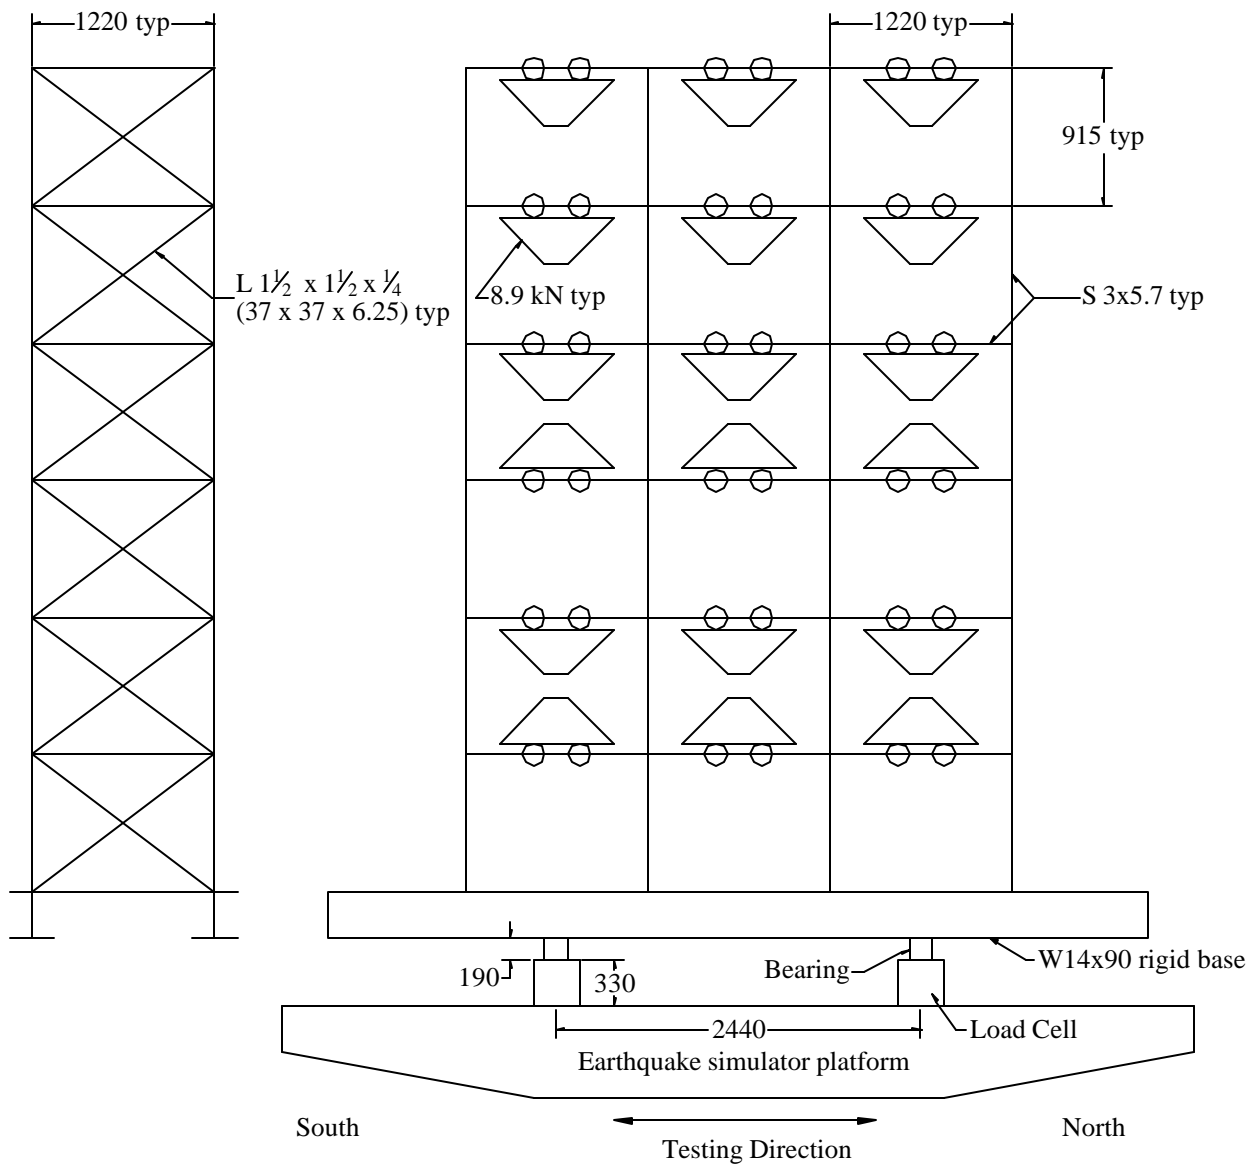 1220 typ
1220 typ
915 typ
L 1½ x 1½ x ¼
(37 x 37 x 6.25) typ
8.9 kN typ
S 3x5.7 typ
W14x90 rigid base
Bearing
190
330
2440
Load Cell
Earthquake simulator platform
South
North
Testing Direction